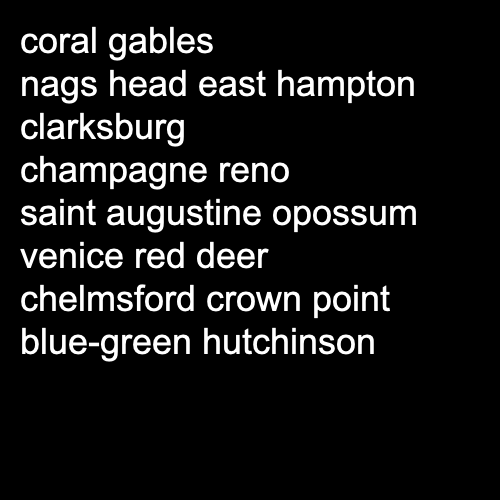 coral gables
nags head east hampton
clarksburg
champagne reno
saint augustine opossum
venice red deer
chelmsford crown point
blue-green hutchinson